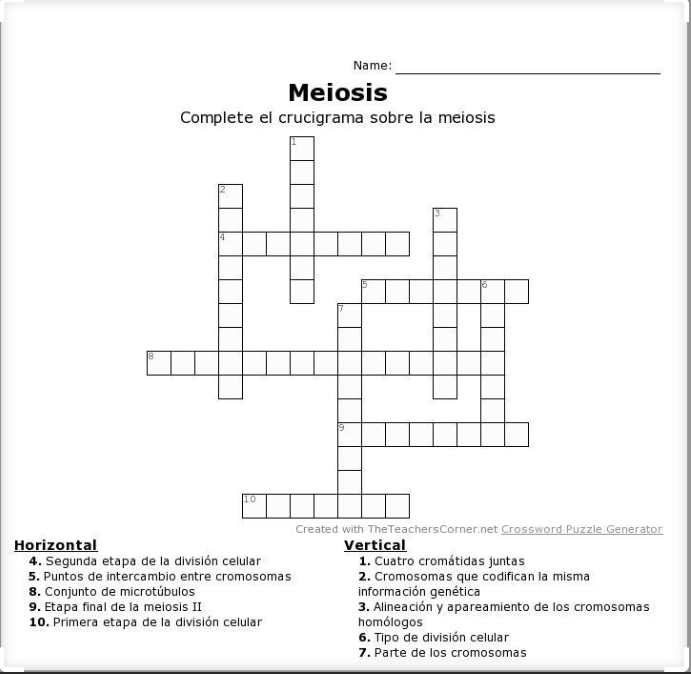 Name:
Meiosis
Complete el crucigrama sobre la meiosis
1
2
3
4
5
6
7
8
9
10
Created with TheTeachersCorner.net Crossword Puzzle Generator
Horizontal
4. Segunda etapa de la división celular
5. Puntos de intercambio entre cromosomas
8. Conjunto de microtúbulos
9. Etapa final de la meiosis II
10. Primera etapa de la división celular
Vertical
1. Cuatro cromátidas juntas
2. Cromosomas que codifican la misma
información genética
3. Alineación y apareamiento de los cromosomas
homólogos
6. Tipo de división celular
7. Parte de los cromosomas